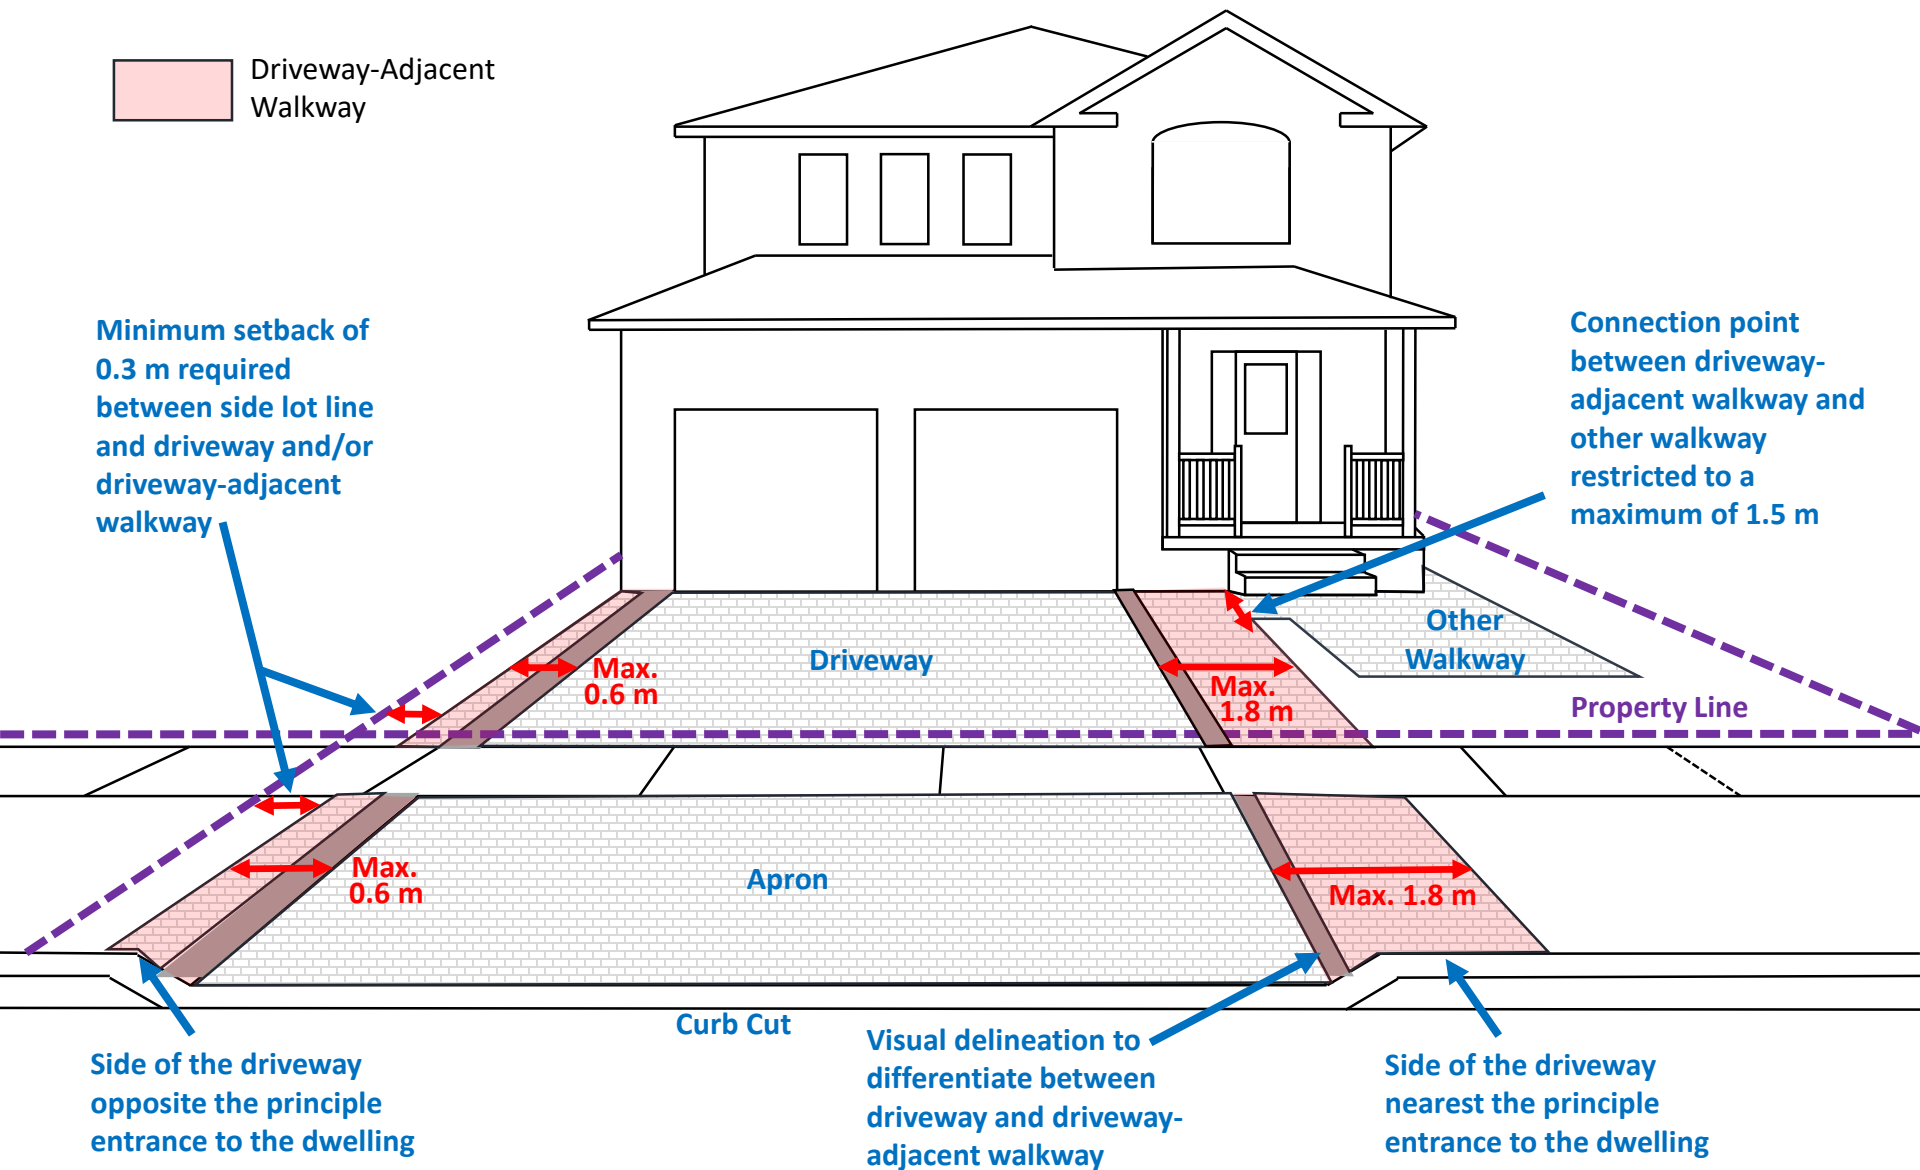 Driveway-Adjacent
Walkway
Minimum setback of
0.3 m required
between side lot line
and driveway and/or
driveway-adjacent
walkway
Connection point
between driveway-
adjacent walkway and
other walkway
restricted to a
maximum of 1.5 m
Other
Walkway
Driveway
Max.
0.6 m
Max.
1.8 m
Property Line
Max.
0.6 m
Apron
Max. 1.8 m
Curb Cut
Side of the driveway
opposite the principle
entrance to the dwelling
Visual delineation to
differentiate between
driveway and driveway-
adjacent walkway
Side of the driveway
nearest the principle
entrance to the dwelling